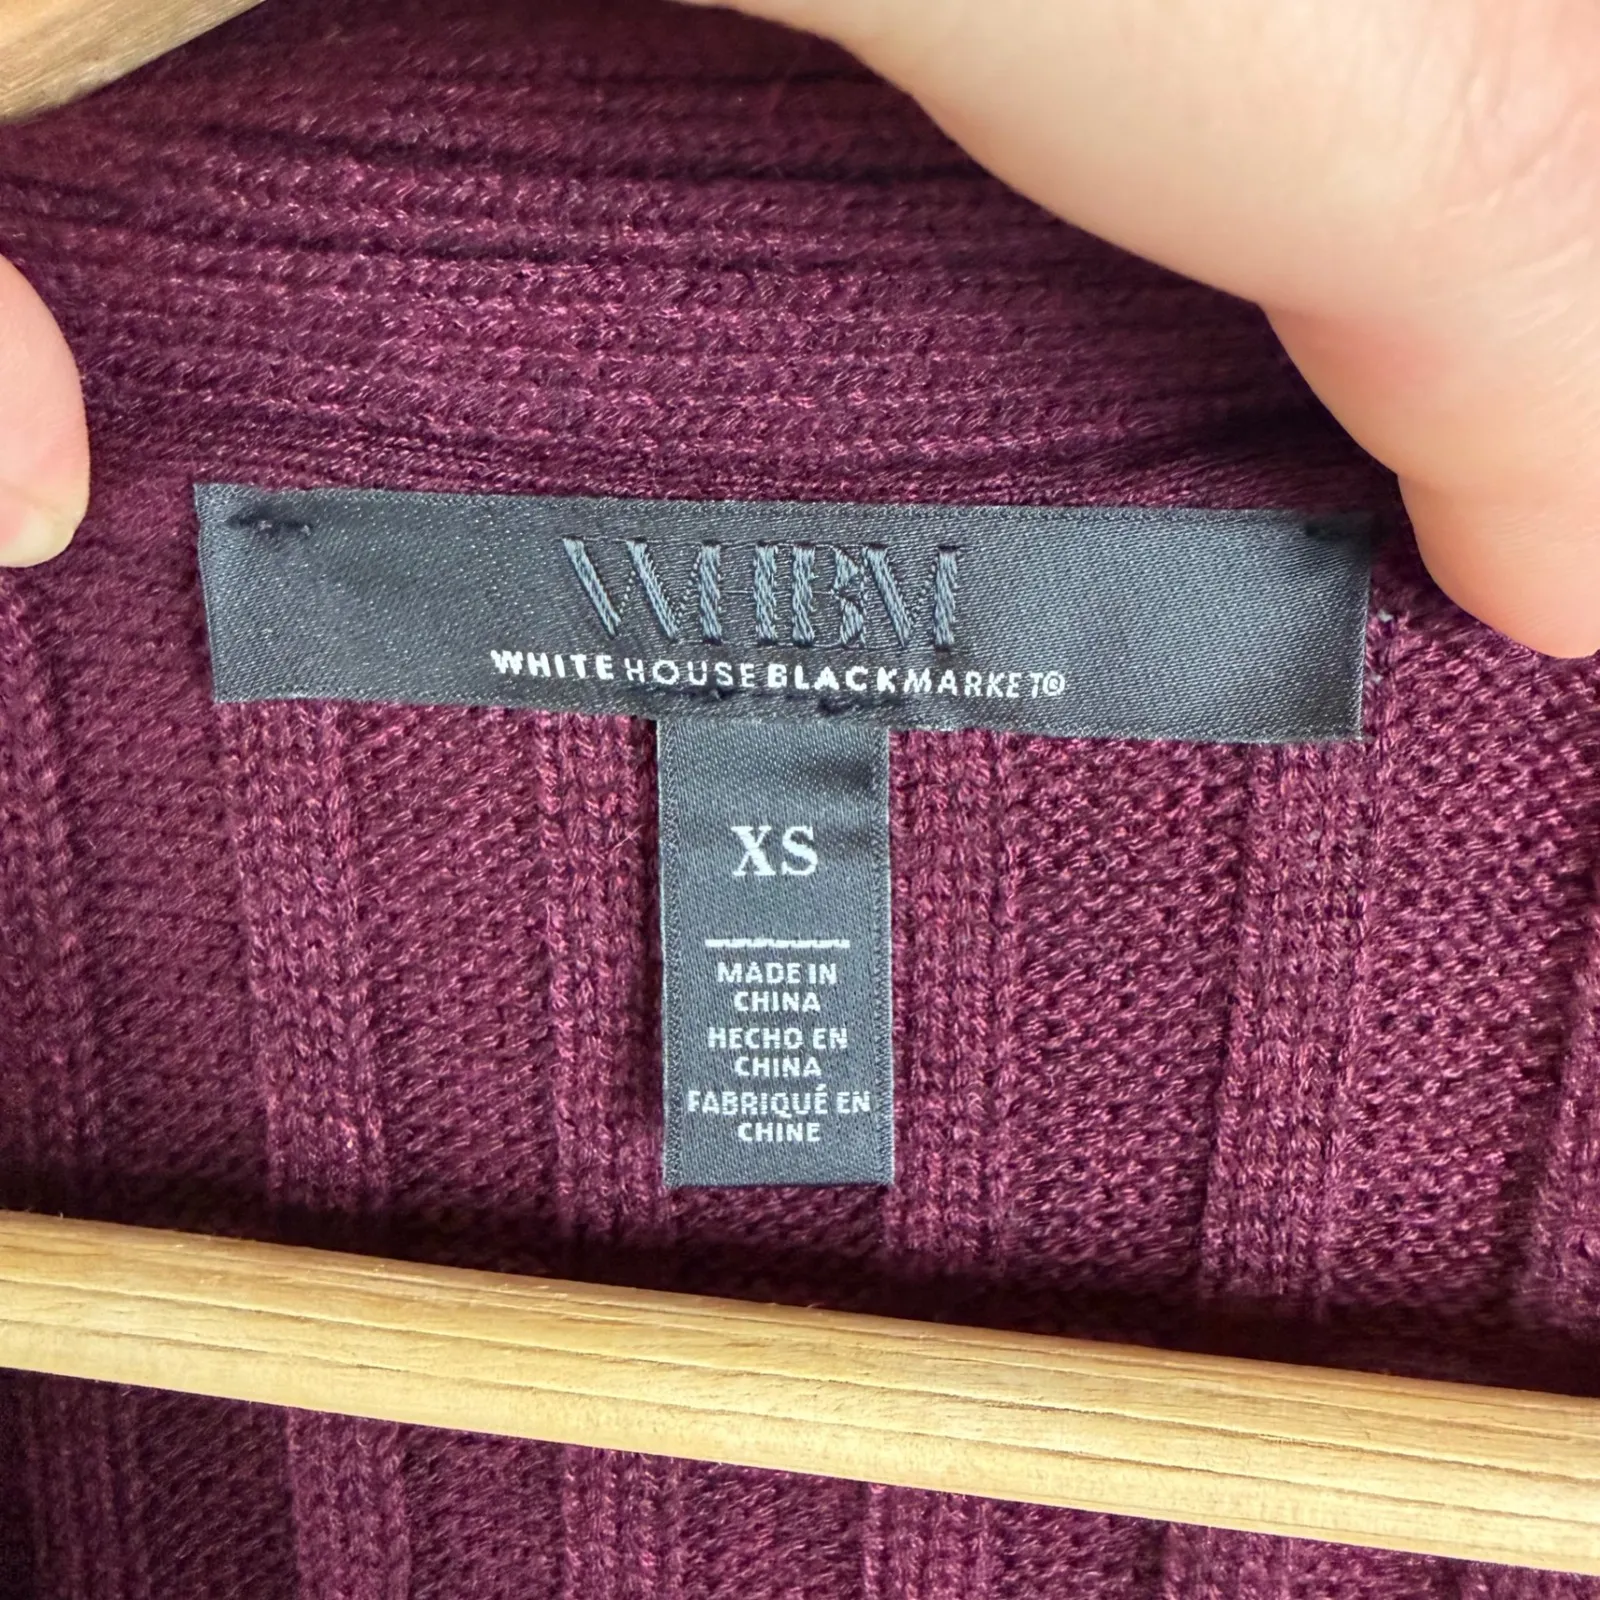 WHBM
WHITE HOUSE BLACK MARKET®
XS
MADE IN
CHINA
HECHO EN
CHINA
FABRIQUÉ EN
CHINE